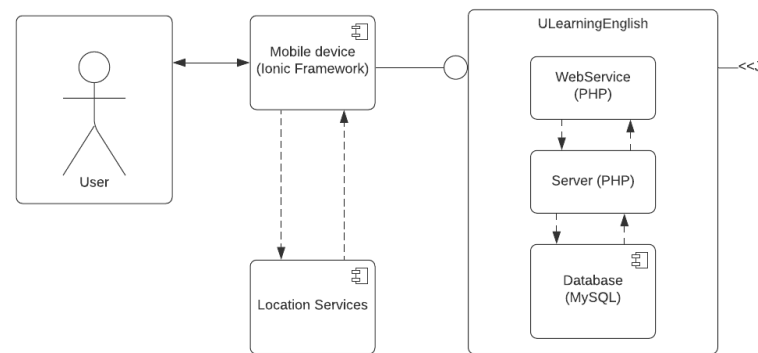 User
Mobile device
(Ionic Framework)
Location Services
ULearningEnglish
WebService
(PHP)
Server (PHP)
Database
(MySQL)